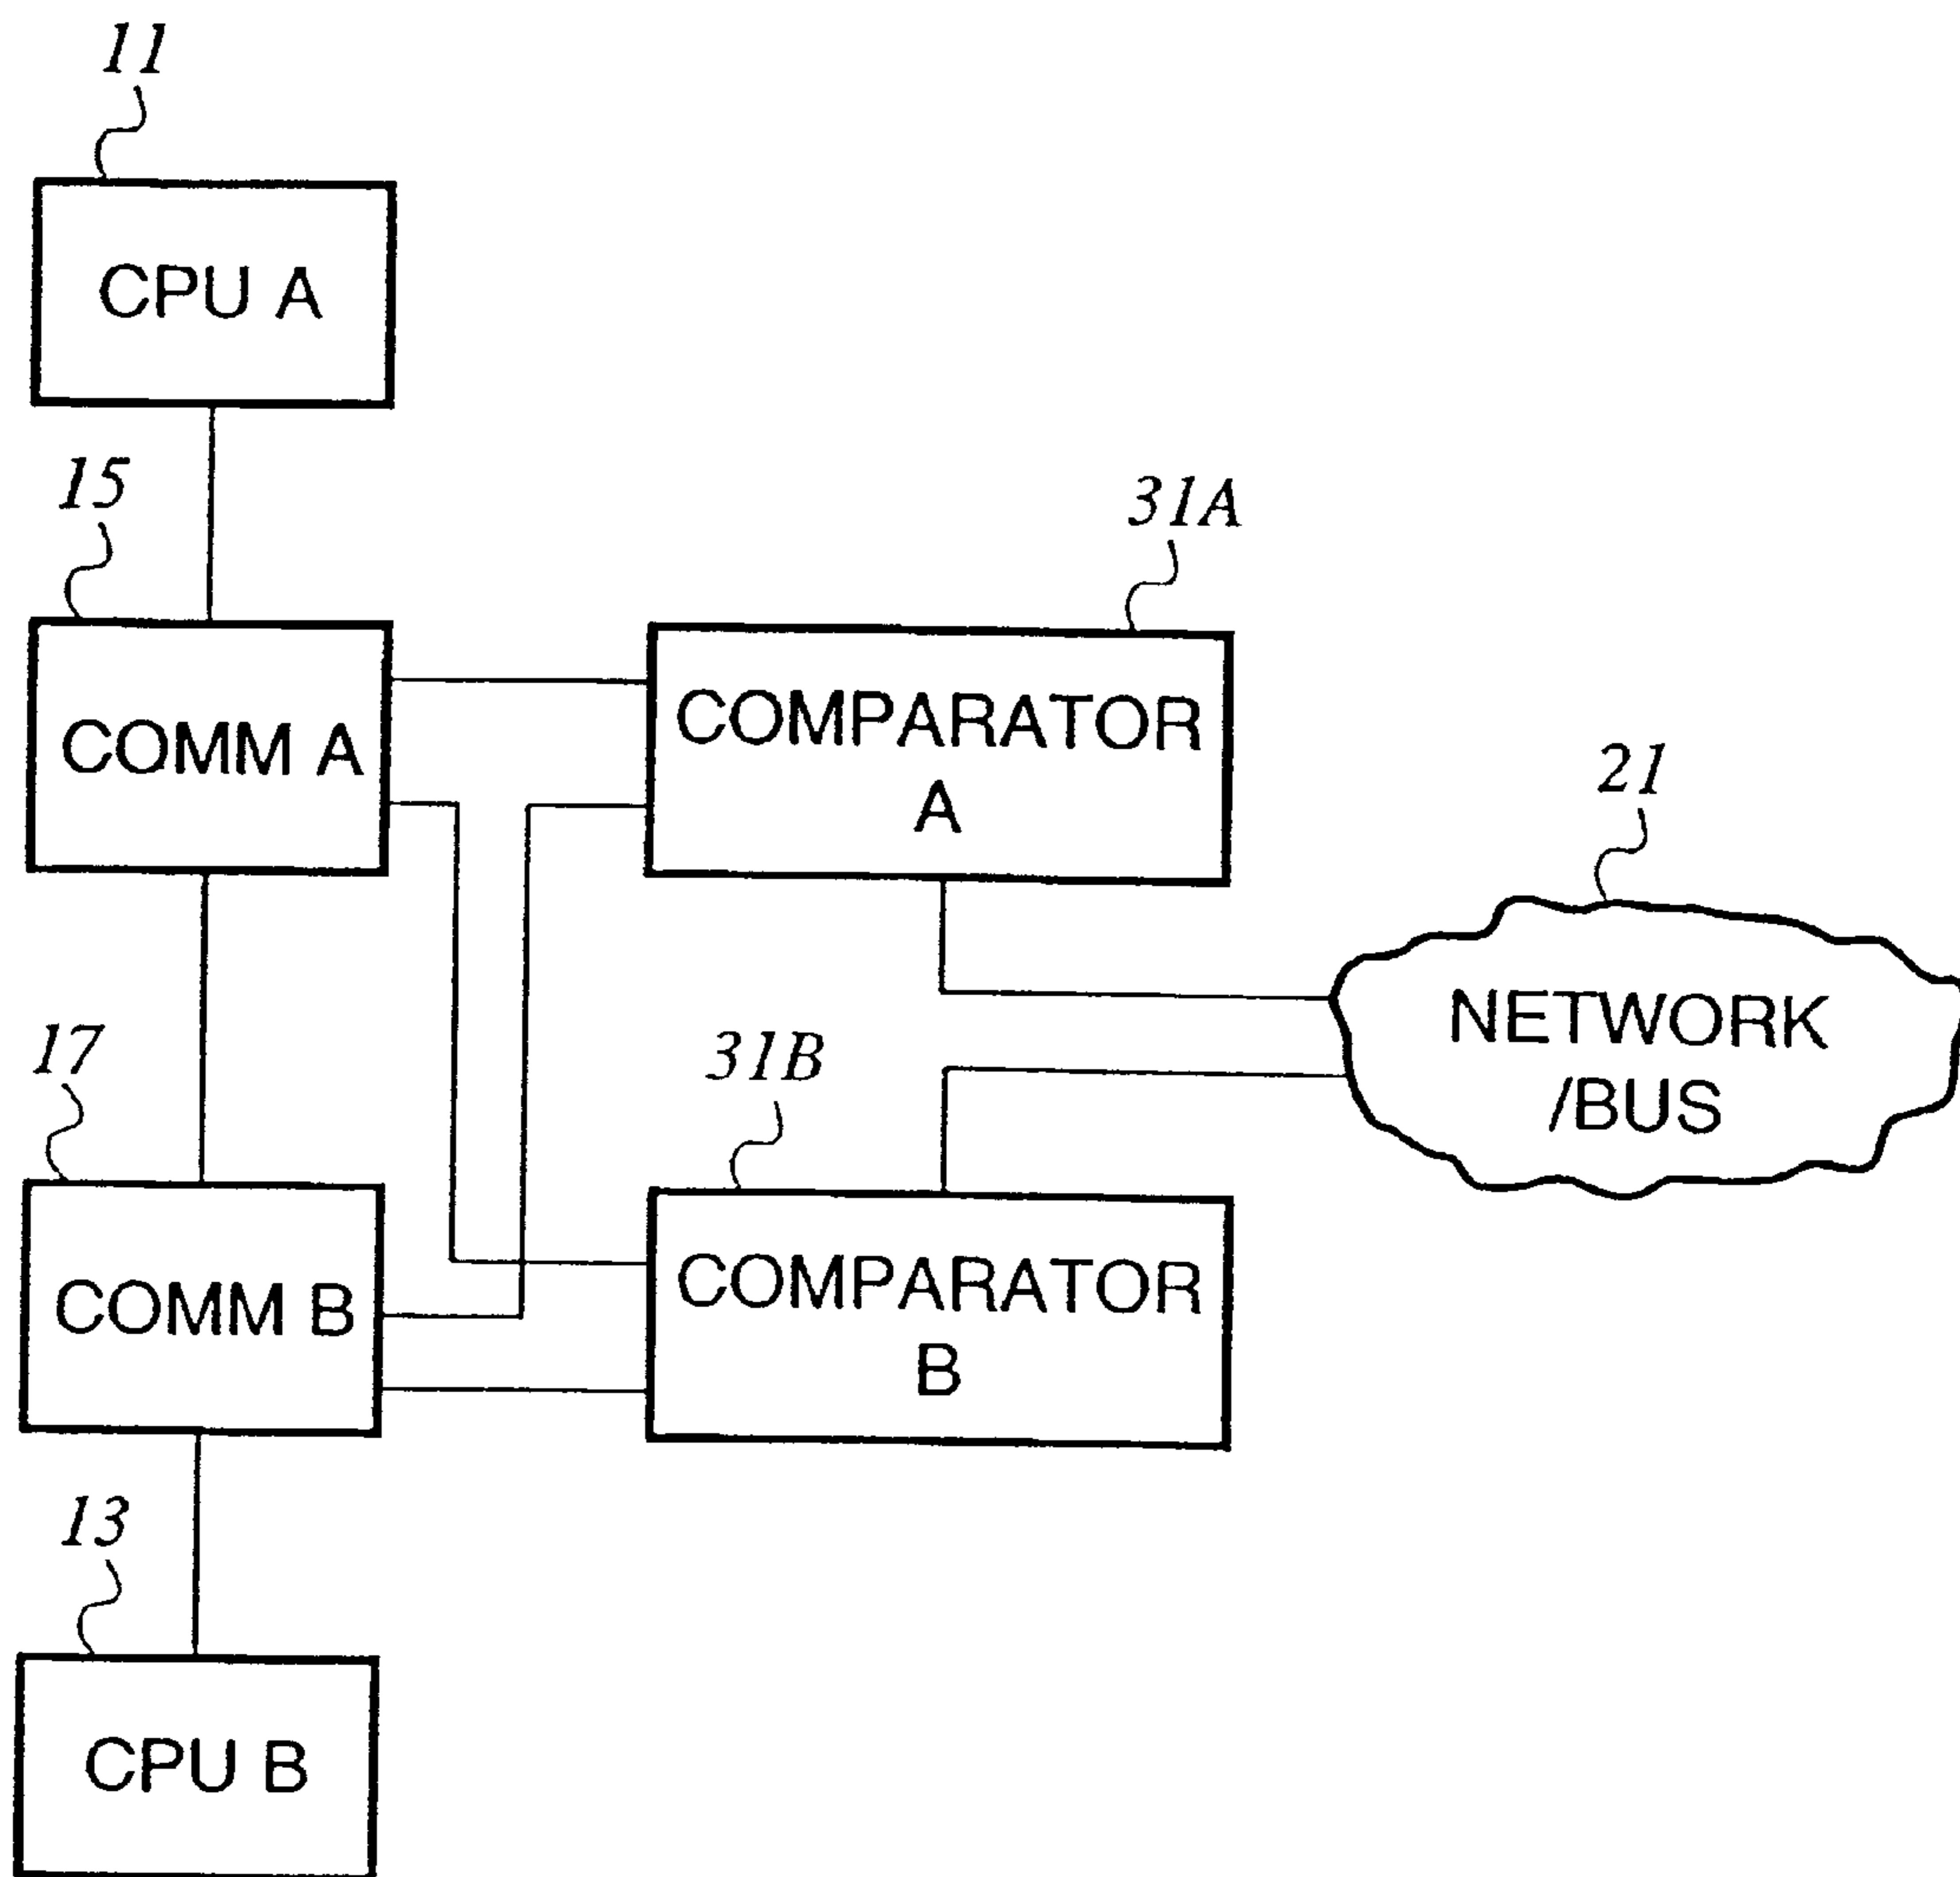 11
CPU A
15
31A
COMM A
COMPARATOR
A
21
NETWORK
/BUS
17
31B
COMM B
COMPARATOR
B
13
CPU B